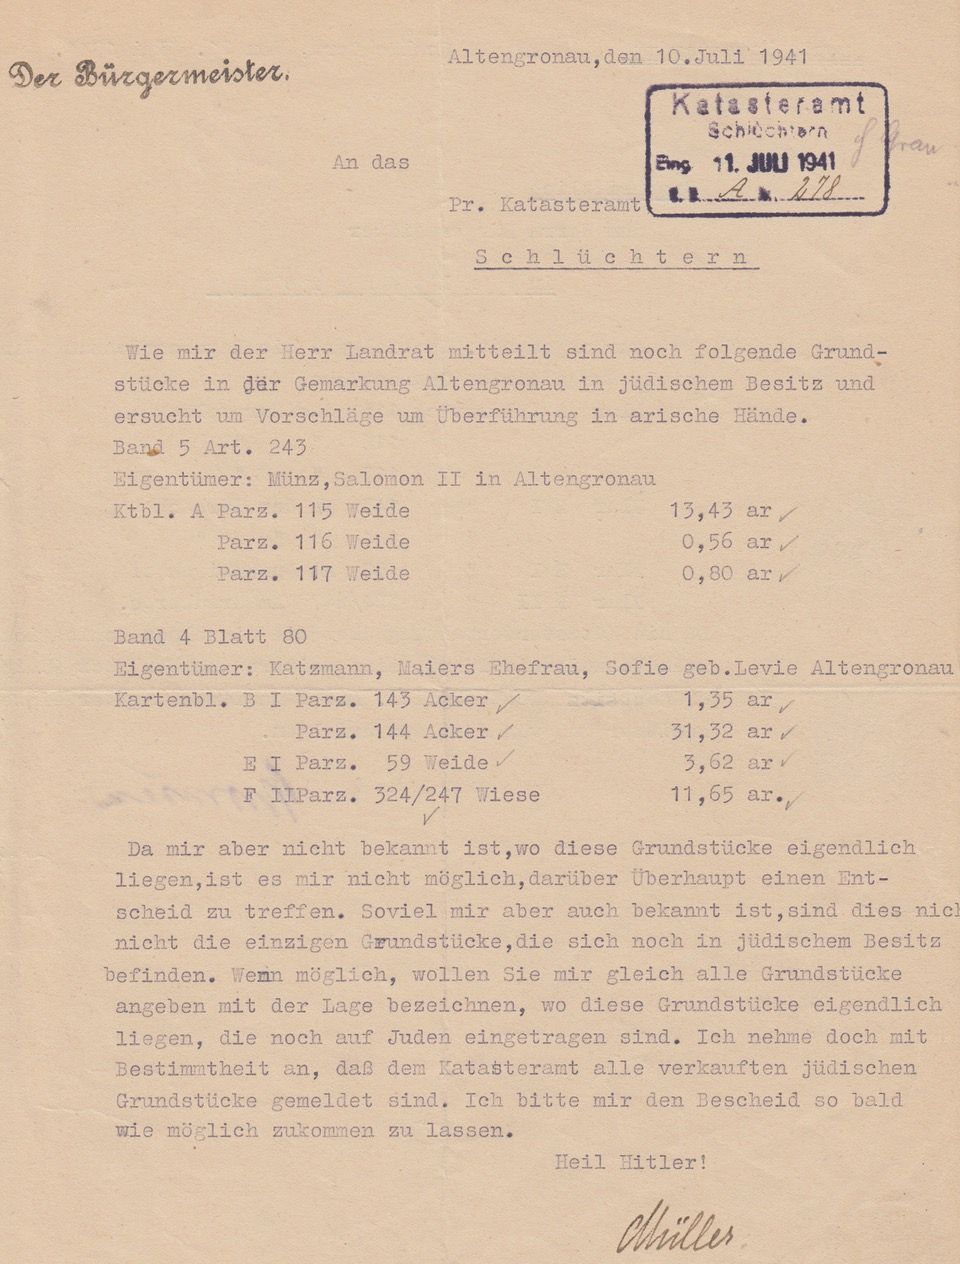 Der Bürgermeister.
Altengronau,den 10.Juli 1941
Katasteramt
Schlüchtern
Eing. 11. JULI 1941
A 278
An das
Pr. Katasteramt
Schlüchtern
Wie mir der Herr Landrat mitteilt sind noch folgende Grund-
stücke in der Gemarkung Altengronau in jüdischem Besitz und
ersucht um Vorschläge um Überführung in arische Hände.
Band 5 Art. 243
Eigentümer: Münz,Salomon II in Altengronau
Ktbl. A Parz. 115 Weide 13,43 ar ✓
Parz. 116 Weide 0,56 ar ✓
Parz. 117 Weide 0,80 ar ✓
Band 4 Blatt 80
Eigentümer: Katzmann, Maiers Ehefrau, Sofie geb.Levie Altengronau
Kartenbl. B I Parz. 143 Acker ✓ 1,35 ar ✓
Parz. 144 Acker ✓ 31,32 ar ✓
E I Parz. 59 Weide ✓ 3,62 ar ✓
F IIParz. 324/247 Wiese 11,65 ar. ✓
✓
Da mir aber nicht bekannt ist,wo diese Grundstücke eigendlich
liegen,ist es mir nicht möglich,darüber Überhaupt einen Ent-
scheid zu treffen. Soviel mir aber auch bekannt ist,sind dies nich
nicht die einzigen Grundstücke,die sich noch in jüdischem Besitz
befinden. Wenn möglich, wollen Sie mir gleich alle Grundstücke
angeben mit der Lage bezeichnen, wo diese Grundstücke eigendlich
liegen, die noch auf Juden eingetragen sind. Ich nehme doch mit
Bestimmtheit an, daß dem Katasteramt alle verkauften jüdischen
Grundstücke gemeldet sind. Ich bitte mir den Bescheid so bald
wie möglich zukommen zu lassen.
Heil Hitler!
Müller.